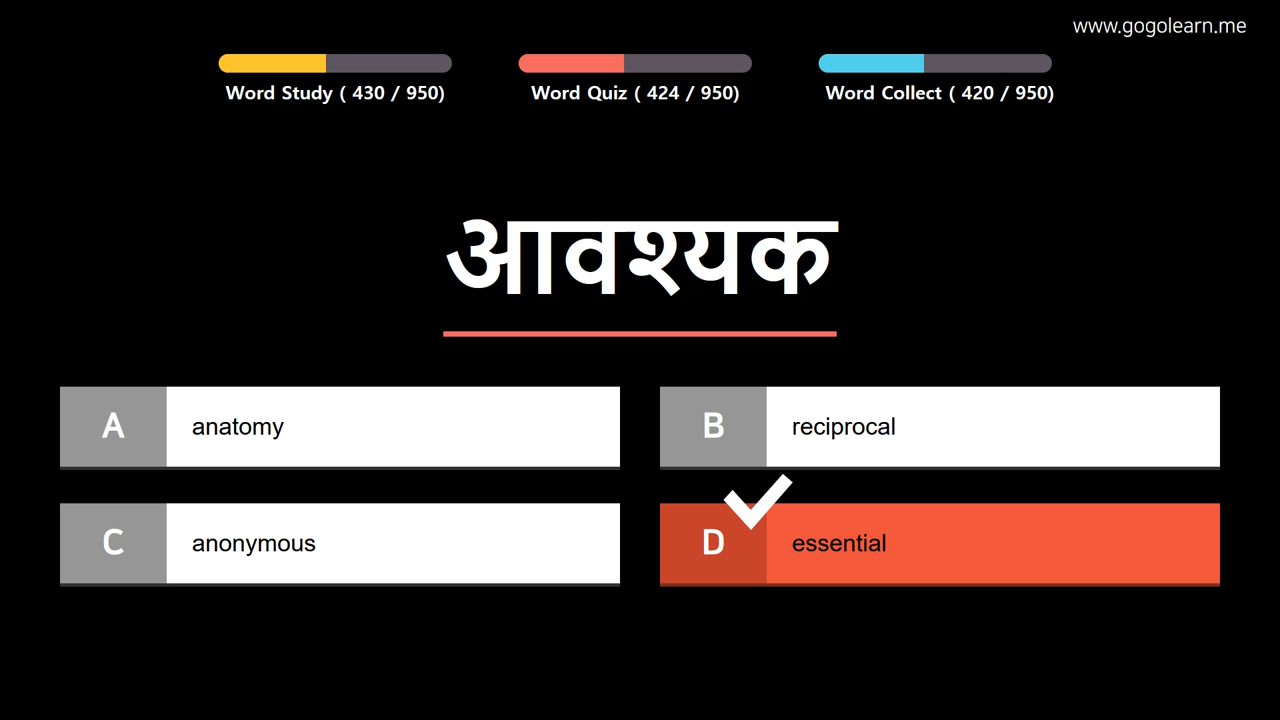 www.gogolearn.me
Word Study ( 430 / 950)
Word Quiz ( 424 / 950)
Word Collect ( 420 / 950)
आवश्यक
A anatomy
B reciprocal
C anonymous
D essential